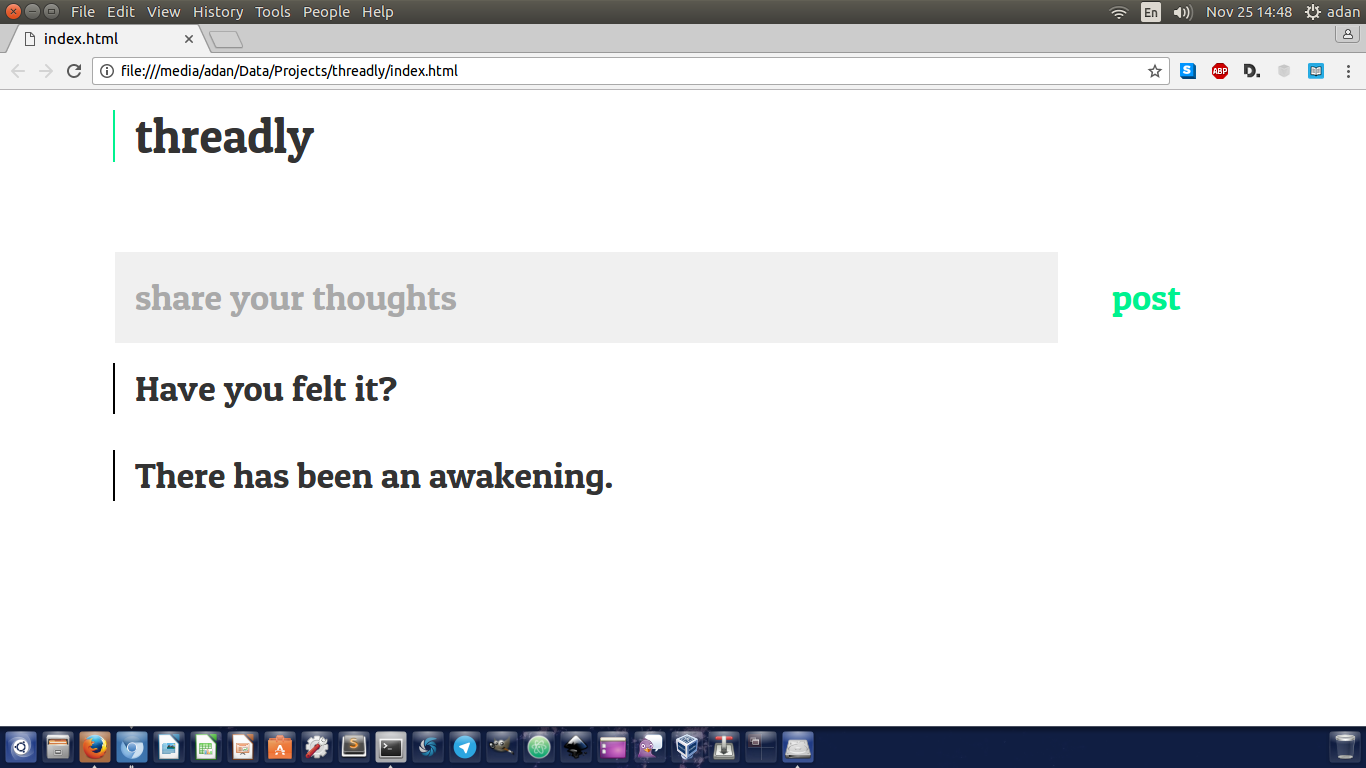 File Edit View History Tools People Help En Nov 25 14:48 adan
index.html
file:///media/adan/Data/Projects/threadly/index.html S ABP D.
threadly
share your thoughts post
Have you felt it?
There has been an awakening.